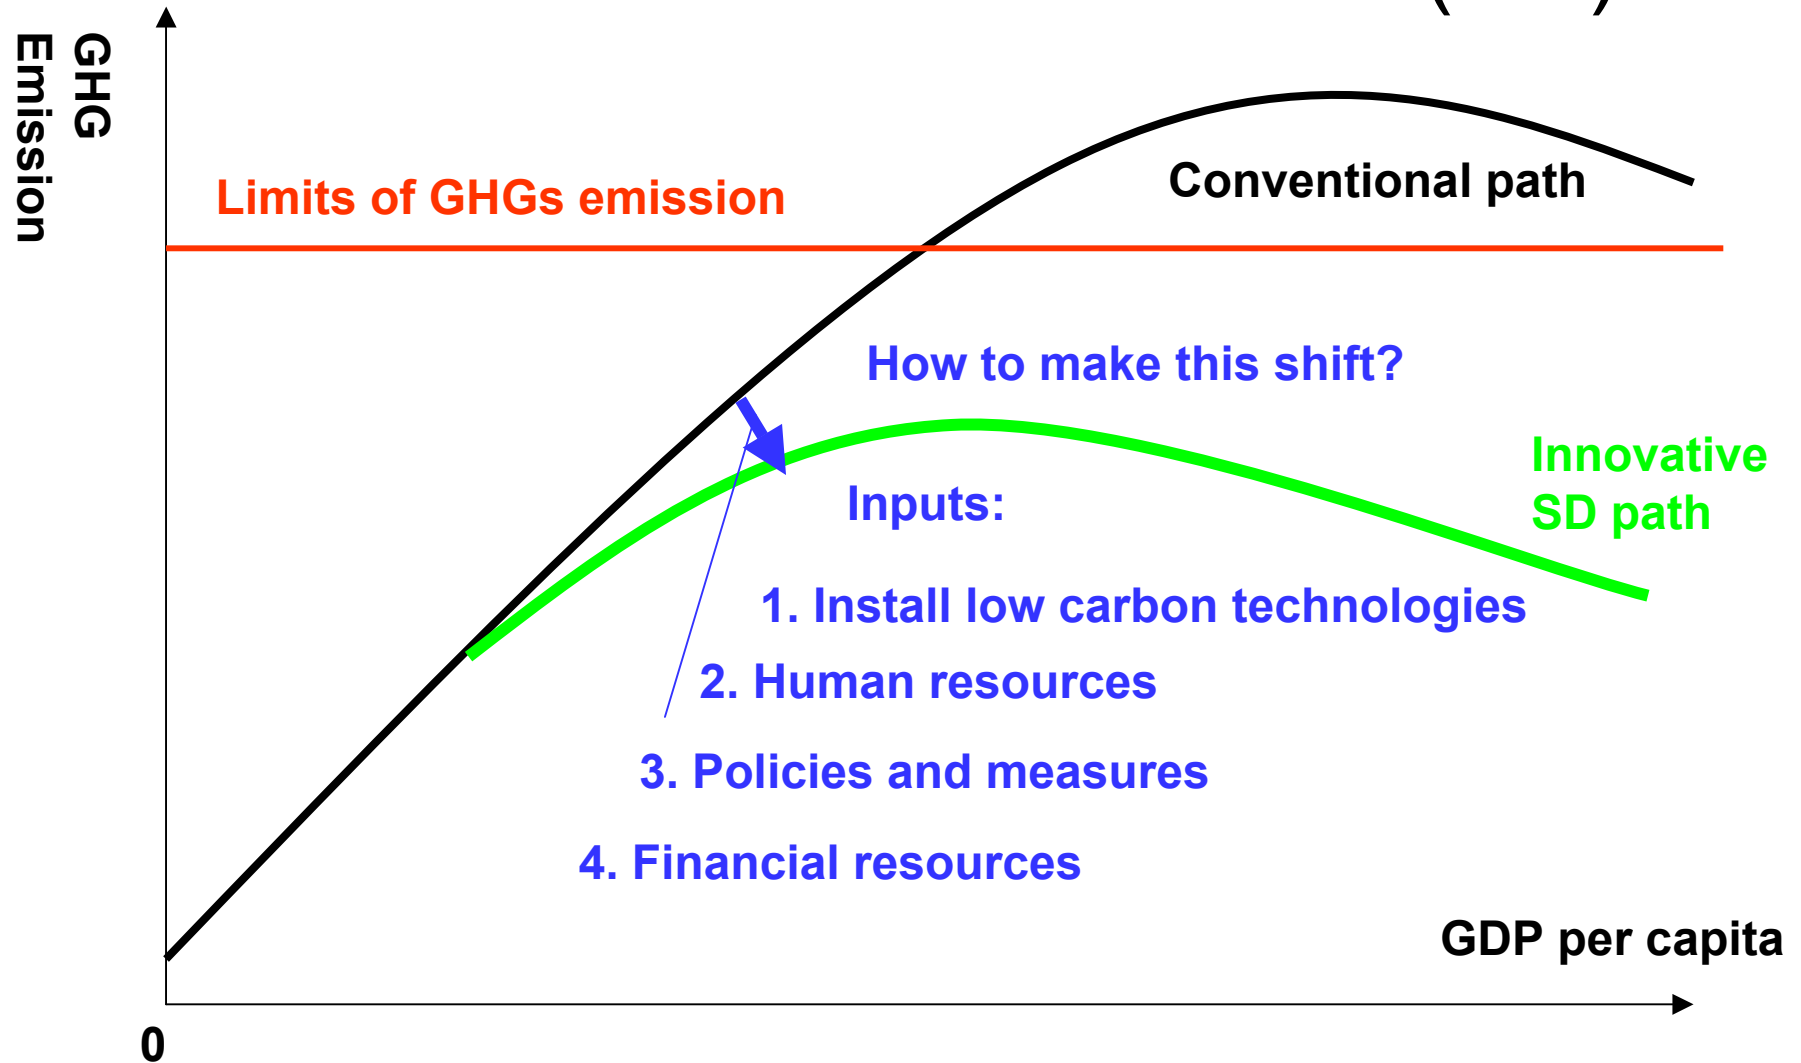 GHG
Emission
Limits of GHGs emission
Conventional path
How to make this shift?
Innovative
SD path
Inputs:
1. Install low carbon technologies
2. Human resources
3. Policies and measures
4. Financial resources
GDP per capita
0